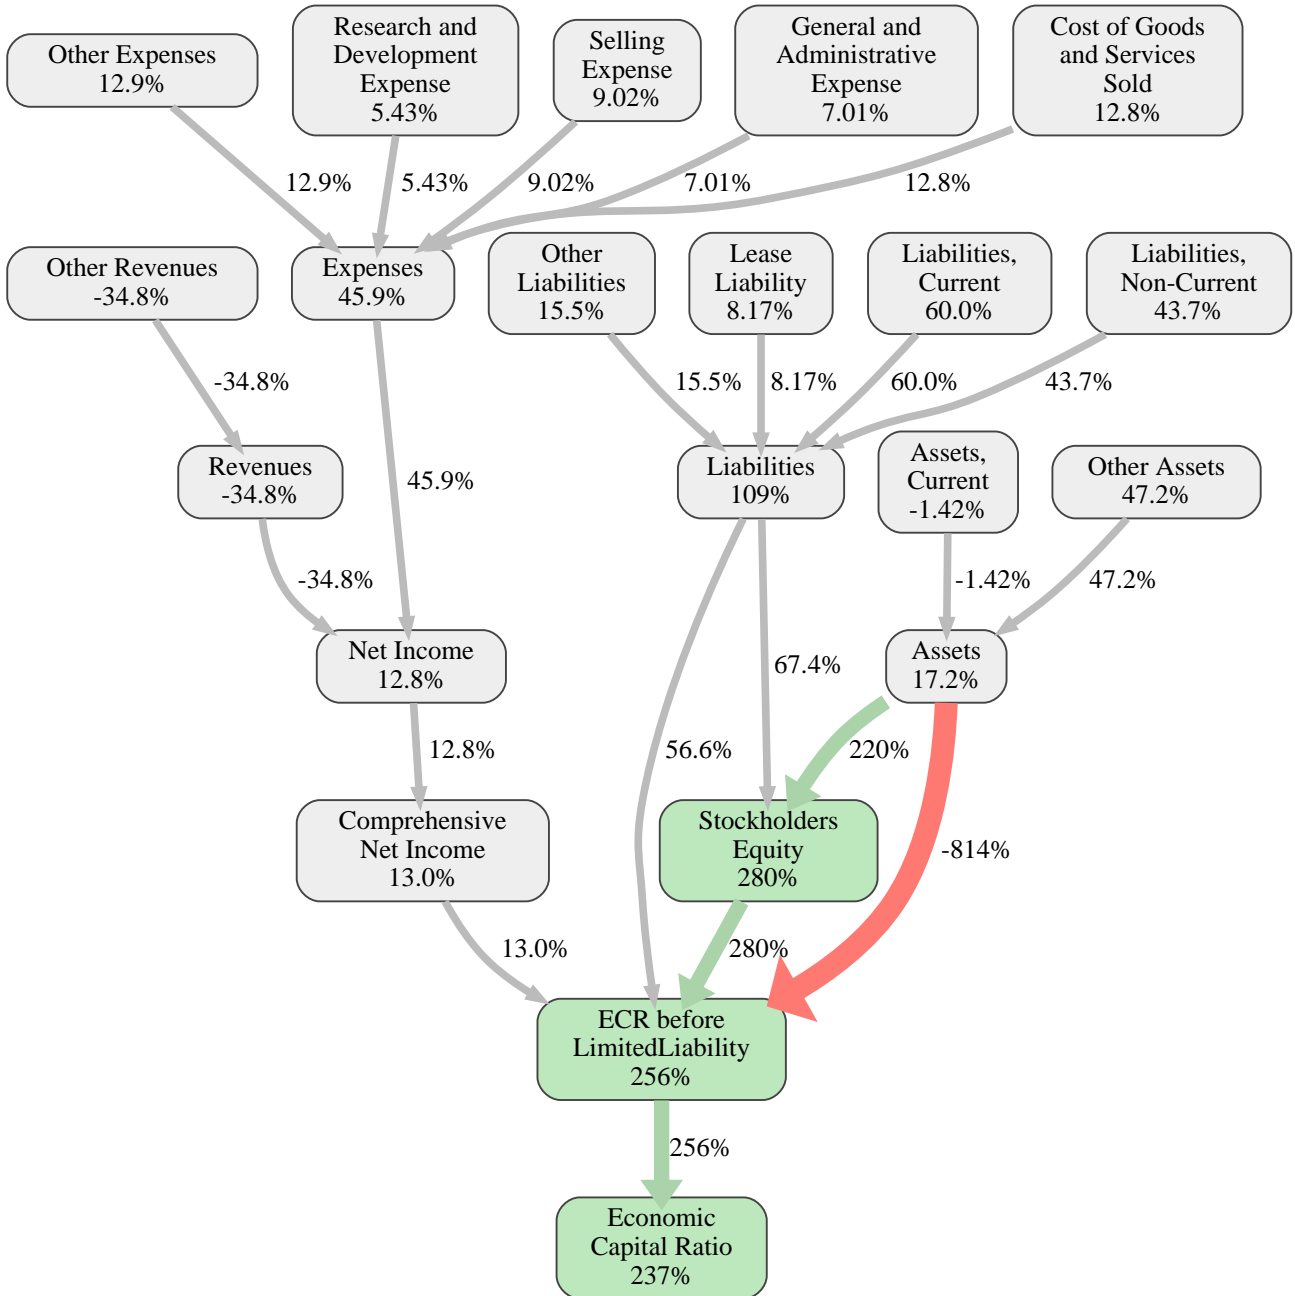 Other Expenses
12.9%
Research and
Development
Expense
5.43%
Selling
Expense
9.02%
General and
Administrative
Expense
7.01%
Cost of Goods
and Services
Sold
12.8%
12.9%
5.43%
9.02%
7.01%
12.8%
Other Revenues
-34.8%
Expenses
45.9%
Other
Liabilities
15.5%
Lease
Liability
8.17%
Liabilities,
Current
60.0%
Liabilities,
Non-Current
43.7%
-34.8%
15.5%
8.17%
60.0%
43.7%
Revenues
-34.8%
45.9%
Liabilities
109%
Assets,
Current
-1.42%
Other Assets
47.2%
-34.8%
-1.42%
47.2%
Net Income
12.8%
67.4%
Assets
17.2%
12.8%
56.6%
220%
Comprehensive
Net Income
13.0%
Stockholders
Equity
280%
-814%
13.0%
280%
ECR before
LimitedLiability
256%
256%
Economic
Capital Ratio
237%